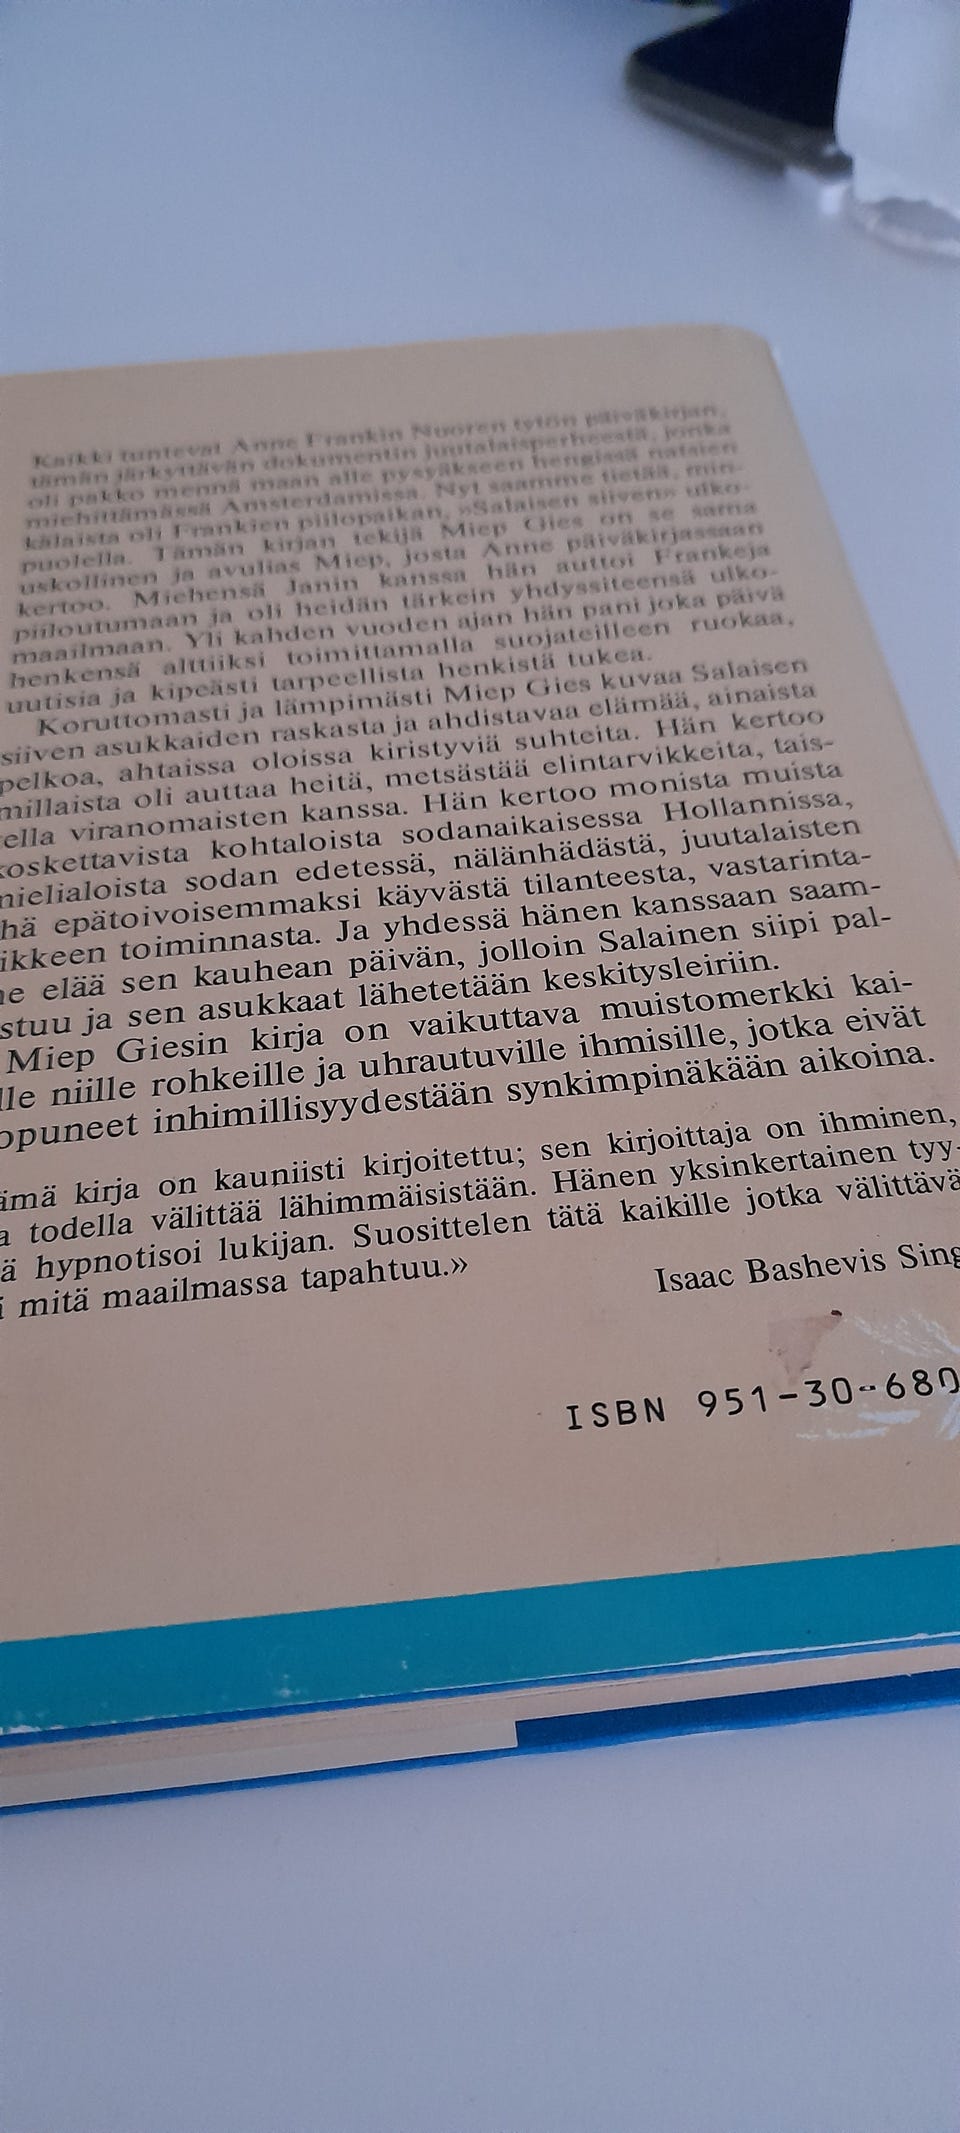 Kaikki tuntevat Anne Frankin Nuoren tytön päiväkirjan,
tämän järkyttävän dokumentin juutalaisperheestä, jonka
oli pakko mennä maan alle pysyäkseen hengissä natsien
miehittämässä Amsterdamissa. Nyt saamme tietää, min-
kälaista oli Frankien piilopaikan, »Salaisen siiven» ulko-
puolella. Tämän kirjan tekijä Miep Gies on se sama
uskollinen ja avulias Miep, josta Anne päiväkirjassaan
kertoo. Miehensä Janin kanssa hän auttoi Frankeja
piiloutumaan ja oli heidän tärkein yhdyssiteensä ulko-
maailmaan. Yli kahden vuoden ajan hän pani joka päivä
henkensä alttiiksi toimittamalla suojateilleen ruokaa,
uutisia ja kipeästi tarpeellista henkistä tukea.
Koruttomasti ja lämpimästi Miep Gies kuvaa Salaisen
siiven asukkaiden raskasta ja ahdistavaa elämää, ainaista
pelkoa, ahtaissa oloissa kiristyviä suhteita. Hän kertoo
millaista oli auttaa heitä, metsästää elintarvikkeita, tais-
ella viranomaisten kanssa. Hän kertoo monista muista
koskettavista kohtaloista sodanaikaisessa Hollannissa,
mielialoista sodan edetessä, nälänhädästä, juutalaisten
hä epätoivoisemmaksi käyvästä tilanteesta, vastarinta-
ikkeen toiminnasta. Ja yhdessä hänen kanssaan saam-
e elää sen kauhean päivän, jolloin Salainen siipi pal-
stuu ja sen asukkaat lähetetään keskitysleiriin.
Miep Giesin kirja on vaikuttava muistomerkki kai-
lle niille rohkeille ja uhrautuville ihmisille, jotka eivät
opuneet inhimillisyydestään synkimpinäkään aikoina.
ämä kirja on kauniisti kirjoitettu; sen kirjoittaja on ihminen,
a todella välittää lähimmäisistään. Hänen yksinkertainen tyy-
ä hypnotisoi lukijan. Suosittelen tätä kaikille jotka välittävä
i mitä maailmassa tapahtuu.»
Isaac Bashevis Sing
ISBN 951-30-680